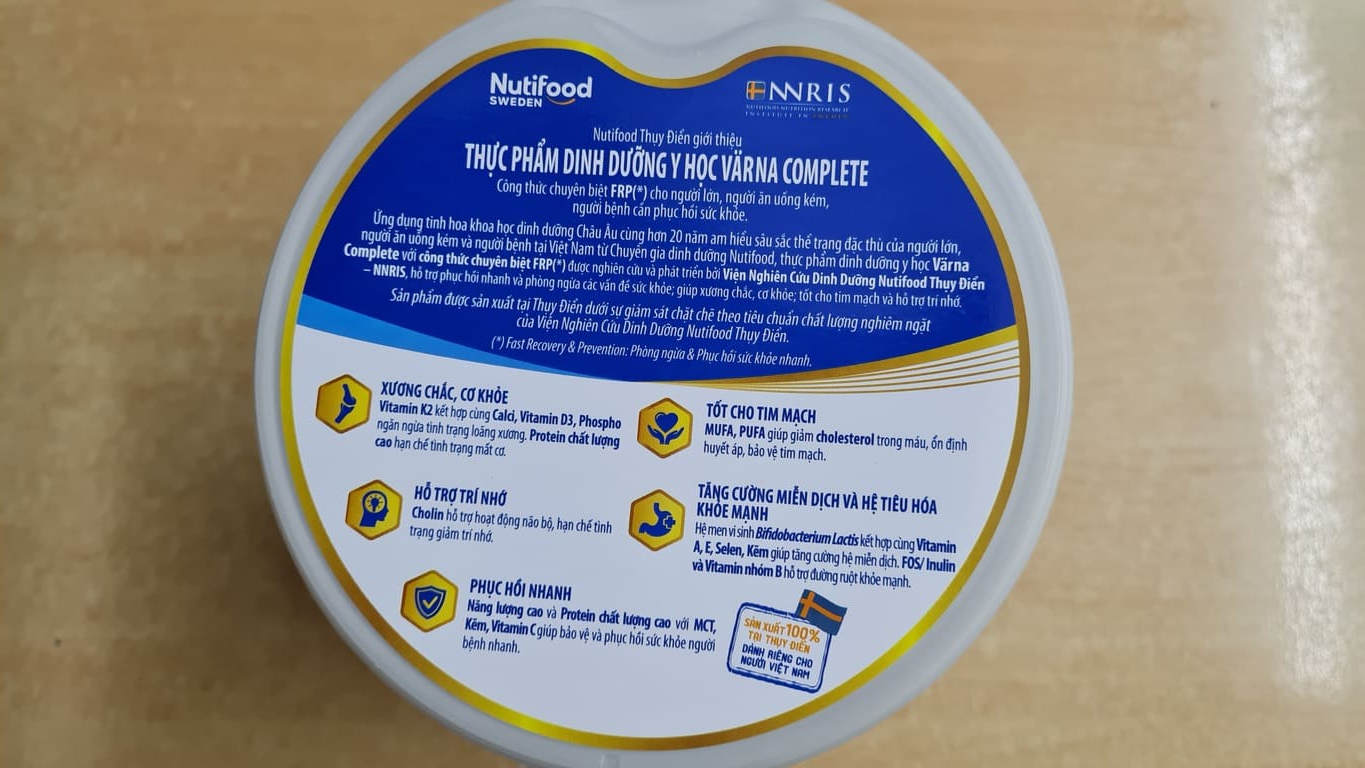 Nutifood
SWEDEN
NNRIS
NUTIFOOD NUTRITION RESEARCH
INSTITUTE IN SWEDEN
Nutifood Thụy Điển giới thiệu
THỰC PHẨM DINH DƯỠNG Y HỌC VÄRNA COMPLETE
Công thức chuyên biệt FRP(*) cho người lớn, người ăn uống kém,
người bệnh cần phục hồi sức khỏe.
Ứng dụng tinh hoa khoa học dinh dưỡng Châu Âu cùng hơn 20 năm am hiểu sâu sắc thể trạng đặc thù của người lớn,
người ăn uống kém và người bệnh tại Việt Nam từ Chuyên gia dinh dưỡng Nutifood, thực phẩm dinh dưỡng y học Värna
Complete với công thức chuyên biệt FRP(*) được nghiên cứu và phát triển bởi Viện Nghiên Cứu Dinh Dưỡng Nutifood Thụy Điển
– NNRIS, hỗ trợ phục hồi nhanh và phòng ngừa các vấn đề sức khỏe; giúp xương chắc, cơ khỏe; tốt cho tim mạch và hỗ trợ trí nhớ.
Sản phẩm được sản xuất tại Thụy Điển dưới sự giám sát chặt chẽ theo tiêu chuẩn chất lượng nghiêm ngặt
của Viện Nghiên Cứu Dinh Dưỡng Nutifood Thụy Điển.
(*) Fast Recovery & Prevention: Phòng ngừa & Phục hồi sức khỏe nhanh.
XƯƠNG CHẮC, CƠ KHỎE
Vitamin K2 kết hợp cùng Calci, Vitamin D3, Phospho
ngăn ngừa tình trạng loãng xương. Protein chất lượng
cao hạn chế tình trạng mất cơ.
TỐT CHO TIM MẠCH
MUFA, PUFA giúp giảm cholesterol trong máu, ổn định
huyết áp, bảo vệ tim mạch.
HỖ TRỢ TRÍ NHỚ
Cholin hỗ trợ hoạt động não bộ, hạn chế tình
trạng giảm trí nhớ.
TĂNG CƯỜNG MIỄN DỊCH VÀ HỆ TIÊU HÓA
KHỎE MẠNH
Hệ men vi sinh Bifidobacterium Lactis kết hợp cùng Vitamin
A, E, Selen, Kẽm giúp tăng cường hệ miễn dịch. FOS/ Inulin
và Vitamin nhóm B hỗ trợ đường ruột khỏe mạnh.
PHỤC HỒI NHANH
Năng lượng cao và Protein chất lượng cao với MCT,
Kẽm, Vitamin C giúp bảo vệ và phục hồi sức khỏe người
bệnh nhanh.
SẢN XUẤT 100%
TẠI THỤY ĐIỂN
DÀNH RIÊNG CHO
NGƯỜI VIỆT NAM